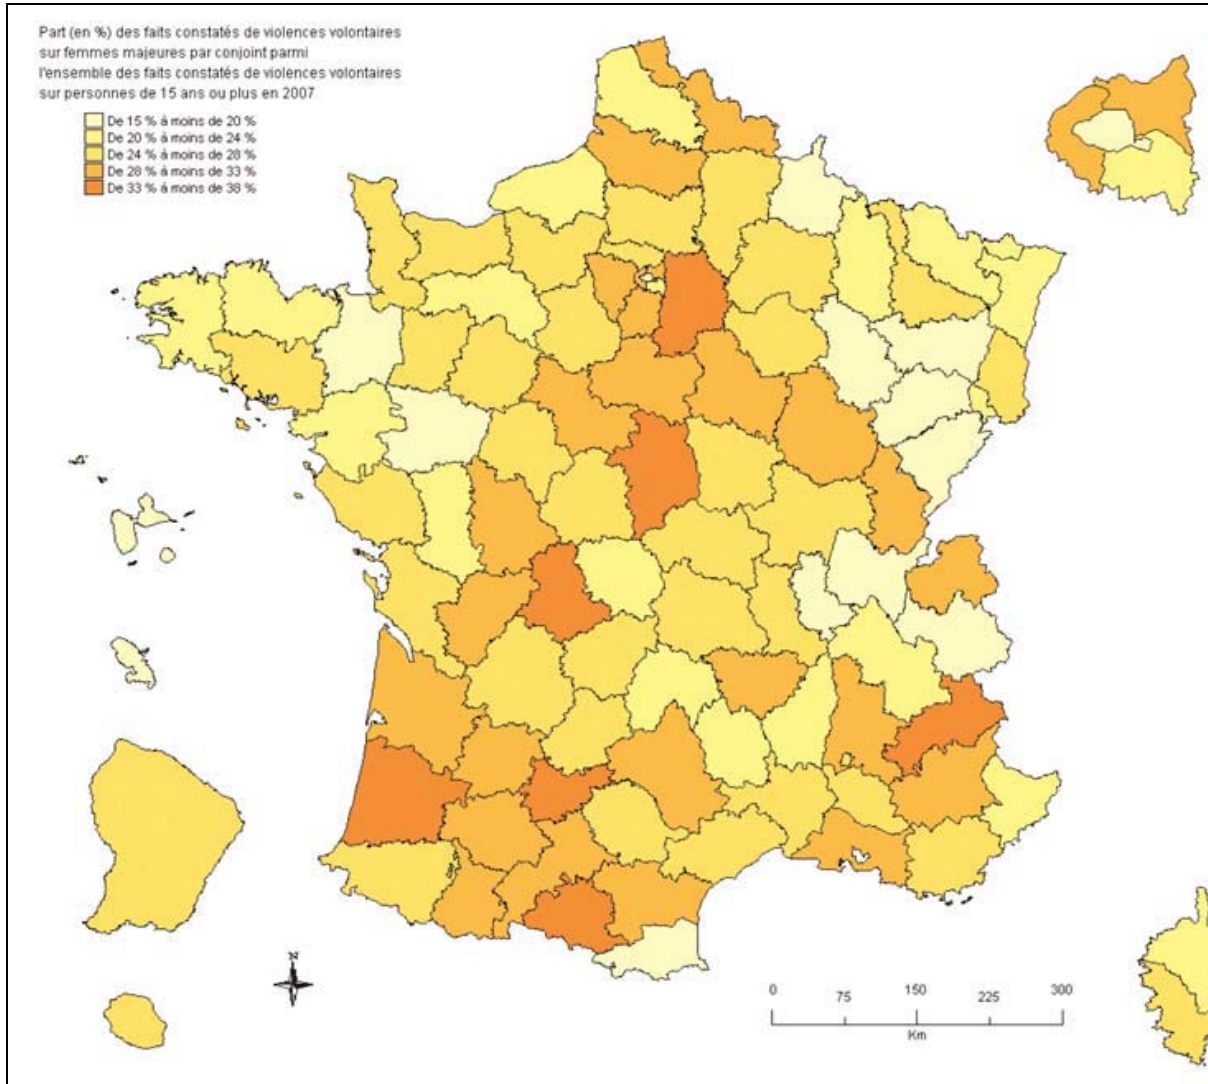 Part (en %) des faits constatés de violences volontaires
sur femmes majeures par conjoint parmi
l'ensemble des faits constatés de violences volontaires
sur personnes de 15 ans ou plus en 2007
De 15 % à moins de 20 %
De 20 % à moins de 24 %
De 24 % à moins de 28 %
De 28 % à moins de 33 %
De 33 % à moins de 38 %
N
0 75 150 225 300
Km